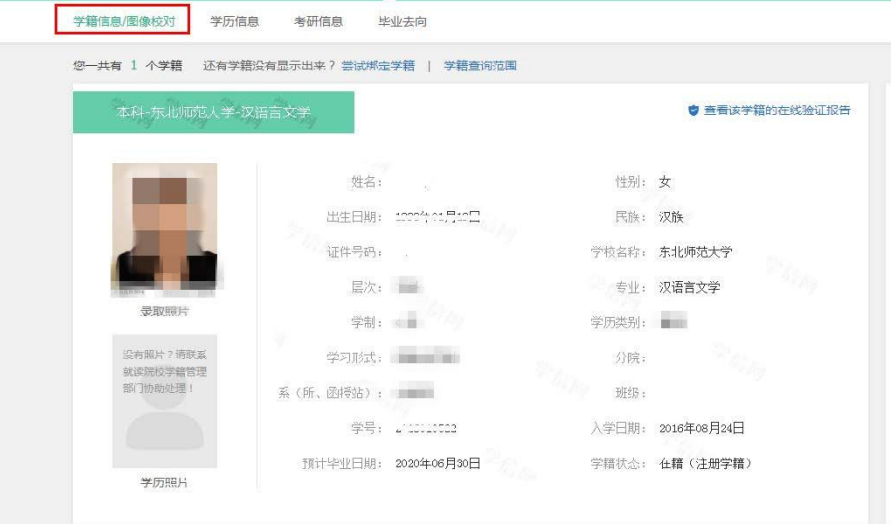 学籍信息/图像校对 学历信息 考研信息 毕业去向
您一共有 1 个学籍 还有学籍没有显示出来？尝试绑定学籍 | 学籍查询范围
本科-东北师范大学-汉语言文学
查看该学籍的在线验证报告
姓名： 性别：女
出生日期： 民族：汉族
证件号码： 学校名称：东北师范大学
层次： 专业：汉语言文学
录取照片
学制： 学历类别：
没有照片？请联系
就读院校学籍管理
部门协助处理！
学习形式： 分院：
系（所、函授站）： 班级：
学号： 入学日期：2016年08月24日
预计毕业日期：2020年06月30日 学籍状态：在籍（注册学籍）
学历照片
学信网